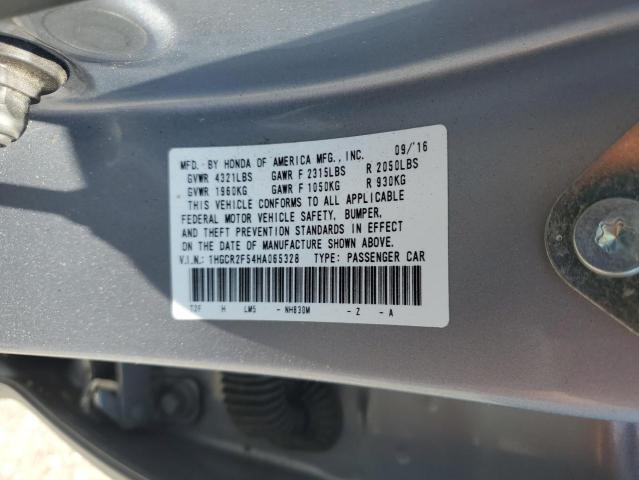 MFD. BY HONDA OF AMERICA MFG., INC. 09/'16
GVWR 4321LBS GAWR F 2315LBS R 2050LBS
GVWR 1960KG GAWR F 1050KG R 930KG
THIS VEHICLE CONFORMS TO ALL APPLICABLE
FEDERAL MOTOR VEHICLE SAFETY, BUMPER,
AND THEFT PREVENTION STANDARDS IN EFFECT
ON THE DATE OF MANUFACTURE SHOWN ABOVE.
V.I.N.: 1HGCR2F54HA065328 TYPE: PASSENGER CAR
T2F H LM5 - NH830M - Z - A